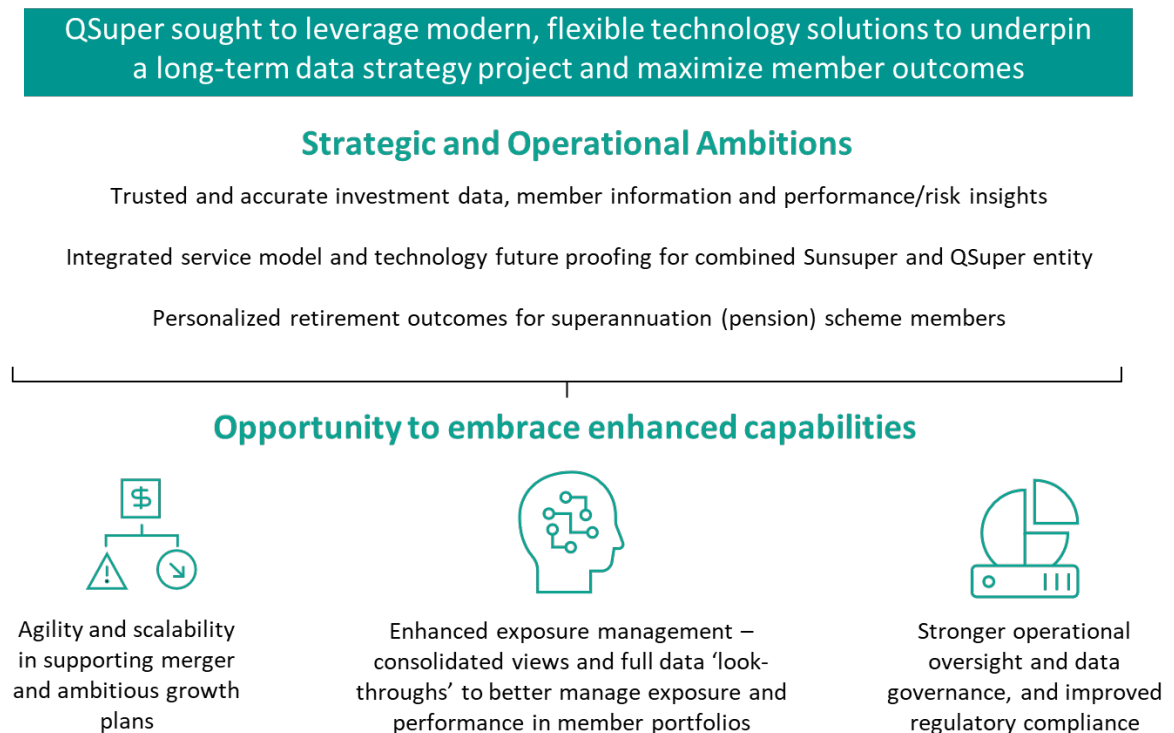 QSuper sought to leverage modern, flexible technology solutions to underpin
a long-term data strategy project and maximize member outcomes
Strategic and Operational Ambitions
Trusted and accurate investment data, member information and performance/risk insights
Integrated service model and technology future proofing for combined Sunsuper and QSuper entity
Personalized retirement outcomes for superannuation (pension) scheme members
Opportunity to embrace enhanced capabilities
$
!
Agility and scalability
in supporting merger
and ambitious growth
plans
Enhanced exposure management –
consolidated views and full data ‘look-
throughs’ to better manage exposure and
performance in member portfolios
Stronger operational
oversight and data
governance, and improved
regulatory compliance